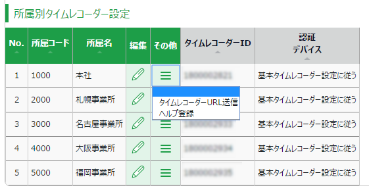 所属別タイムレコーダー設定
No. 所属コード 所属名 編集 その他 タイムレコーダーID 認証デバイス
1 1000 本社 基本タイムレコーダー設定に従う
2 2000 札幌事業所 基本タイムレコーダー設定に従う
タイムレコーダーURL送信
ヘルプ登録
3 3000 名古屋事業所 基本タイムレコーダー設定に従う
4 4000 大阪事業所 基本タイムレコーダー設定に従う
5 5000 福岡事業所 基本タイムレコーダー設定に従う